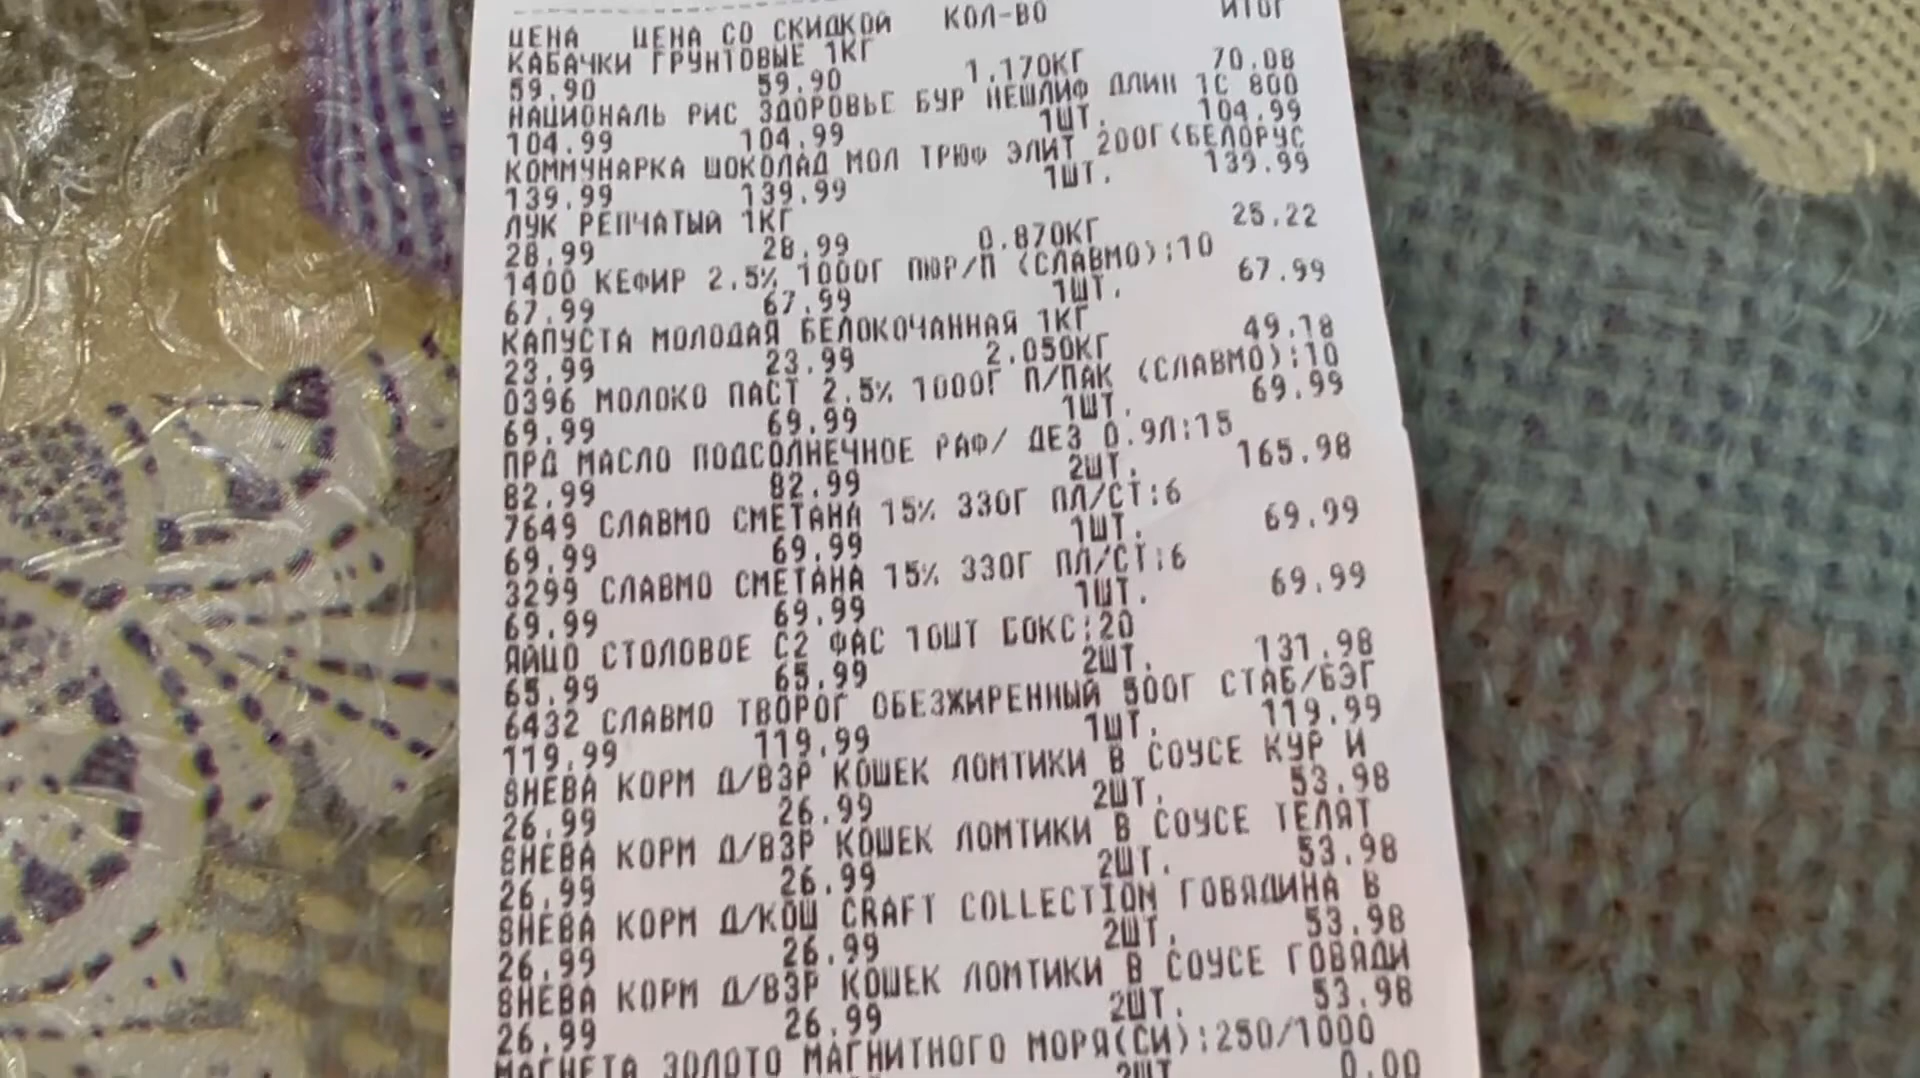 ЦЕНА ЦЕНА СО СКИДКОЙ КОЛ-ВО ИТОГ
КАБАЧКИ ГРУНТОВЫЕ 1КГ
59.90 59.90 1.170КГ 70.08
НАЦИОНАЛЬ РИС ЗДОРОВЬЕ БУР НЕШЛИФ ДЛИН 1С 800
104.99 104.99 1ШТ. 104.99
КОММУНАРКА ШОКОЛАД МОЛ ТРЮФ ЭЛИТ 200Г(БЕЛОРУС
139.99 139.99 1ШТ. 139.99
ЛУК РЕПЧАТЫЙ 1КГ
28.99 28.99 0.870КГ 25.22
1400 КЕФИР 2.5% 1000Г ПЮР/П (СЛАВМО):10
67.99 67.99 1ШТ. 67.99
КАПУСТА МОЛОДАЯ БЕЛОКОЧАННАЯ 1КГ
23.99 23.99 2.050КГ 49.18
0396 МОЛОКО ПАСТ 2.5% 1000Г П/ПАК (СЛАВМО):10
69.99 69.99 1ШТ. 69.99
ПРД МАСЛО ПОДСОЛНЕЧНОЕ РАФ/ ДЕЗ 0.9Л:15
82.99 82.99 2ШТ. 165.98
7649 СЛАВМО СМЕТАНА 15% 330Г ПЛ/СТ:6
69.99 69.99 1ШТ. 69.99
3299 СЛАВМО СМЕТАНА 15% 330Г ПЛ/СТ:6
69.99 69.99 1ШТ. 69.99
ЯЙЦО СТОЛОВОЕ С2 ФАС 10ШТ БОКС:20
65.99 65.99 2ШТ. 131.98
6432 СЛАВМО ТВОРОГ ОБЕЗЖИРЕННЫЙ 500Г СТАБ/БЭГ
119.99 119.99 1ШТ. 119.99
8НЕВА КОРМ Д/ВЗР КОШЕК ЛОМТИКИ В СОУСЕ КУР И
26.99 26.99 2ШТ. 53.98
8НЕВА КОРМ Д/ВЗР КОШЕК ЛОМТИКИ В СОУСЕ ТЕЛЯТ
26.99 26.99 2ШТ. 53.98
8НЕВА КОРМ Д/КОШ CRAFT COLLECTION ГОВЯДИНА В
26.99 26.99 2ШТ. 53.98
8НЕВА КОРМ Д/ВЗР КОШЕК ЛОМТИКИ В СОУСЕ ГОВЯДИ
26.99 26.99 2ШТ. 53.98
МАГНЕТА ЗОЛОТО МАГНИТНОГО МОРЯ(СИ):250/1000
2ШТ 0.00